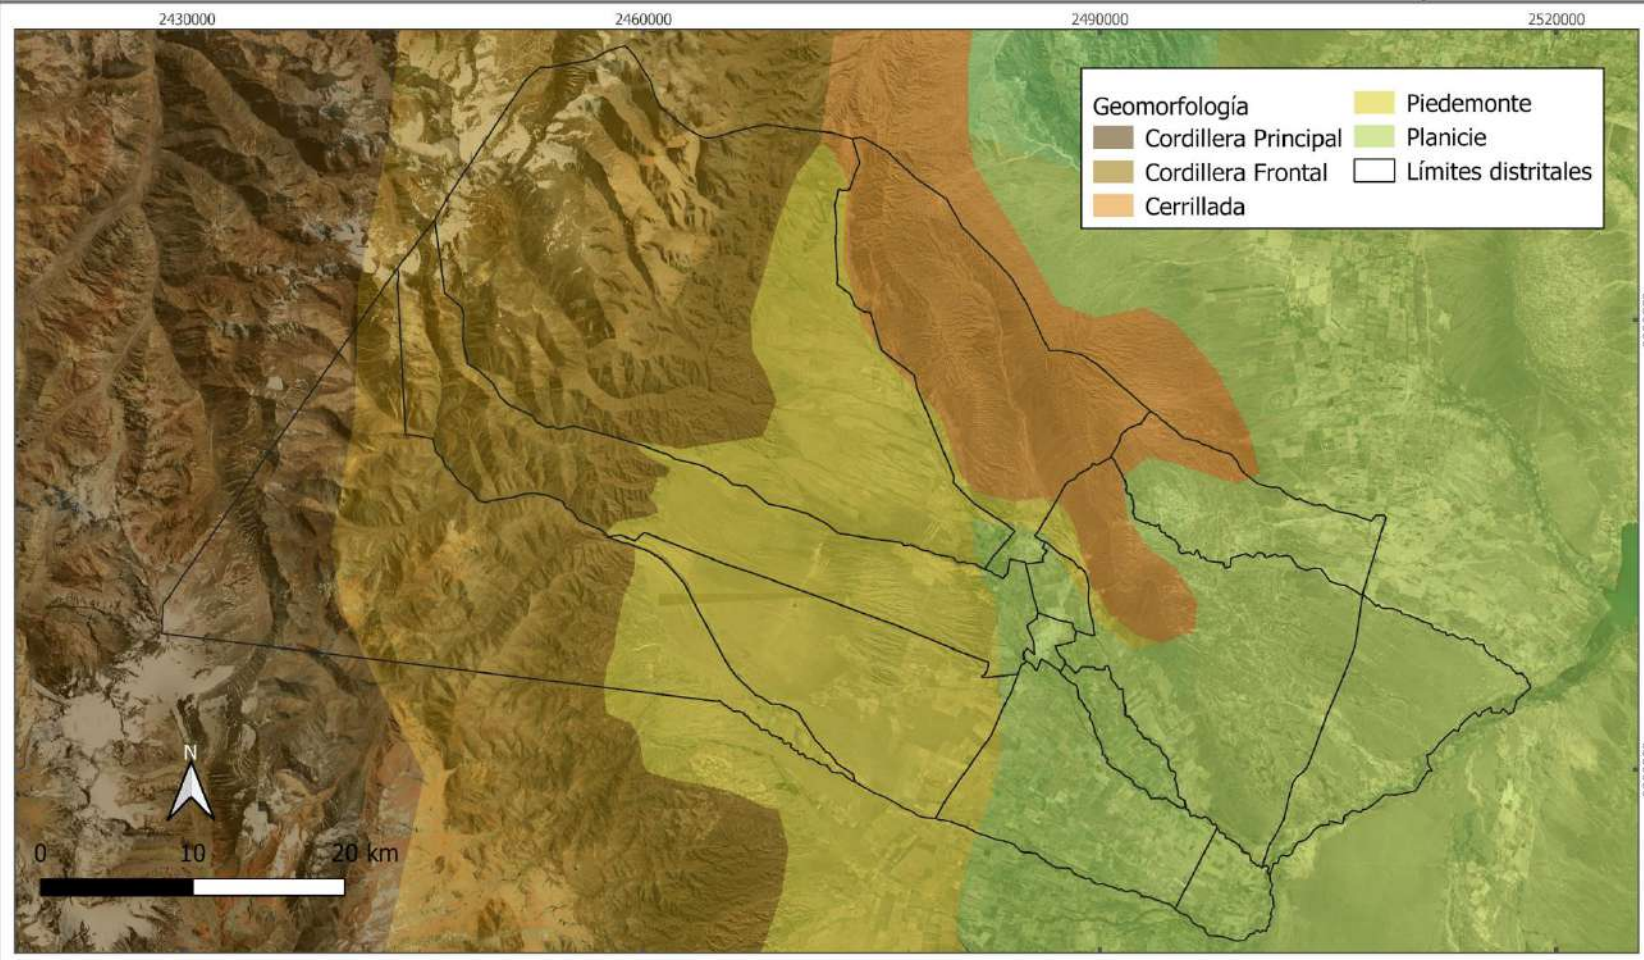 2430000 2460000 2490000 2520000
Geomorfología
Cordillera Principal
Cordillera Frontal
Cerrillada
Piedemonte
Planicie
Límites distritales
N
0 10 20 km